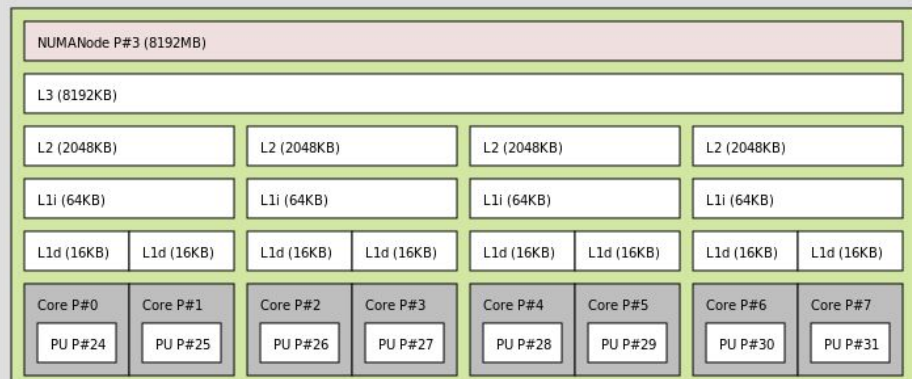 NUMANode P#3 (8192MB)
L3 (8192KB)
L2 (2048KB) L2 (2048KB) L2 (2048KB) L2 (2048KB)
L1i (64KB) L1i (64KB) L1i (64KB) L1i (64KB)
L1d (16KB) L1d (16KB) L1d (16KB) L1d (16KB) L1d (16KB) L1d (16KB) L1d (16KB) L1d (16KB)
Core P#0 Core P#1 Core P#2 Core P#3 Core P#4 Core P#5 Core P#6 Core P#7
PU P#24 PU P#25 PU P#26 PU P#27 PU P#28 PU P#29 PU P#30 PU P#31